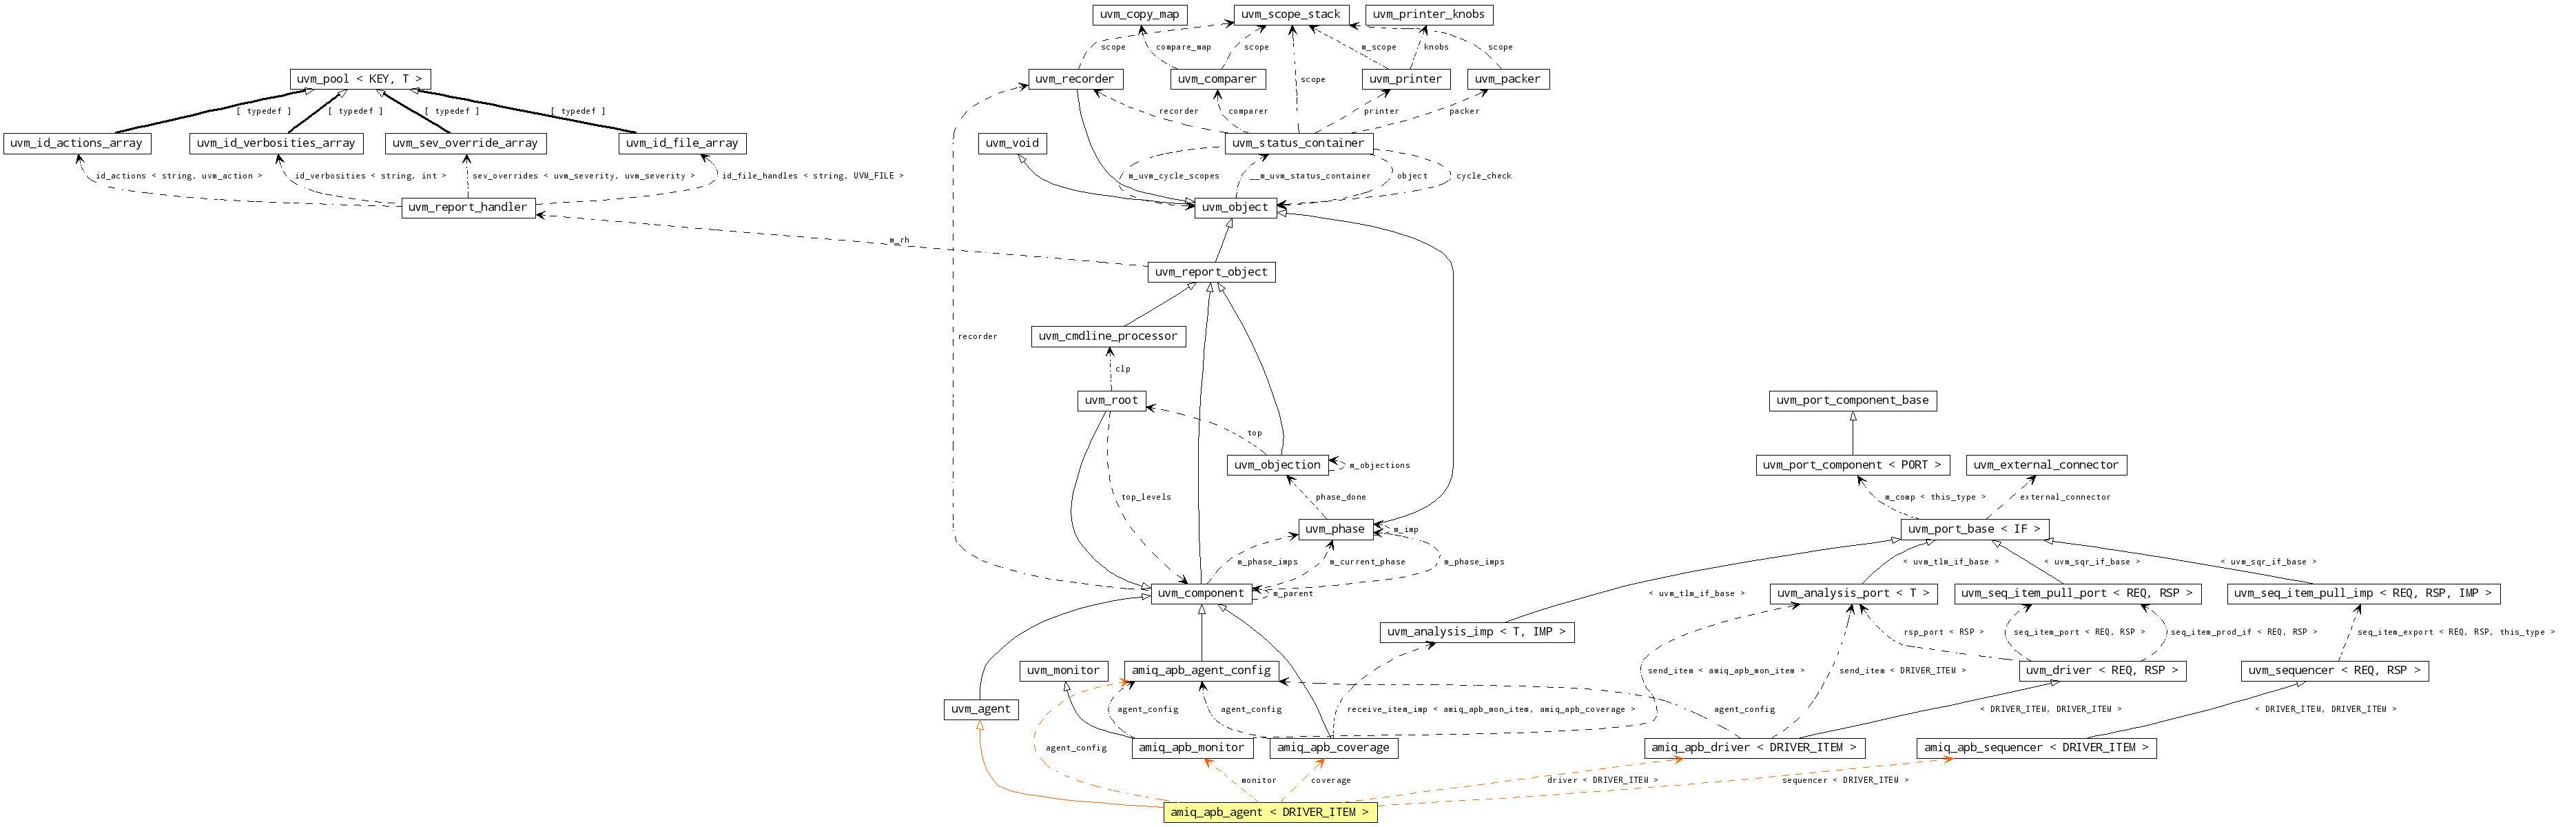 uvm_copy_map
uvm_scope_stack
uvm_printer_knobs
scope
compare_map
scope
m_scope
knobs
scope
uvm_pool < KEY, T >
uvm_recorder
uvm_comparer
scope
uvm_printer
uvm_packer
[ typedef ]
[ typedef ]
[ typedef ]
[ typedef ]
recorder
comparer
printer
packer
uvm_id_actions_array
uvm_id_verbosities_array
uvm_sev_override_array
uvm_id_file_array
uvm_void
uvm_status_container
id_actions < string, uvm_action >
id_verbosities < string, int >
sev_overrides < uvm_severity, uvm_severity >
id_file_handles < string, UVM_FILE >
m_uvm_cycle_scopes
__m_uvm_status_container
object
cycle_check
uvm_report_handler
uvm_object
m_rh
uvm_report_object
recorder
uvm_cmdline_processor
clp
uvm_root
uvm_port_component_base
top
uvm_objection
m_objections
uvm_port_component < PORT >
uvm_external_connector
top_levels
phase_done
m_comp < this_type >
external_connector
uvm_phase
m_imp
uvm_port_base < IF >
m_phase_imps
m_current_phase
m_phase_imps
< uvm_tlm_if_base >
< uvm_sqr_if_base >
< uvm_sqr_if_base >
uvm_component
m_parent
< uvm_tlm_if_base >
uvm_analysis_port < T >
uvm_seq_item_pull_port < REQ, RSP >
uvm_seq_item_pull_imp < REQ, RSP, IMP >
uvm_analysis_imp < T, IMP >
rsp_port < RSP >
seq_item_port < REQ, RSP >
seq_item_prod_if < REQ, RSP >
seq_item_export < REQ, RSP, this_type >
uvm_monitor
amiq_apb_agent_config
send_item < amiq_apb_mon_item >
send_item < DRIVER_ITEM >
uvm_driver < REQ, RSP >
uvm_sequencer < REQ, RSP >
uvm_agent
agent_config
agent_config
receive_item_imp < amiq_apb_mon_item, amiq_apb_coverage >
agent_config
< DRIVER_ITEM, DRIVER_ITEM >
< DRIVER_ITEM, DRIVER_ITEM >
agent_config
amiq_apb_monitor
amiq_apb_coverage
amiq_apb_driver < DRIVER_ITEM >
amiq_apb_sequencer < DRIVER_ITEM >
monitor
coverage
driver < DRIVER_ITEM >
sequencer < DRIVER_ITEM >
amiq_apb_agent < DRIVER_ITEM >